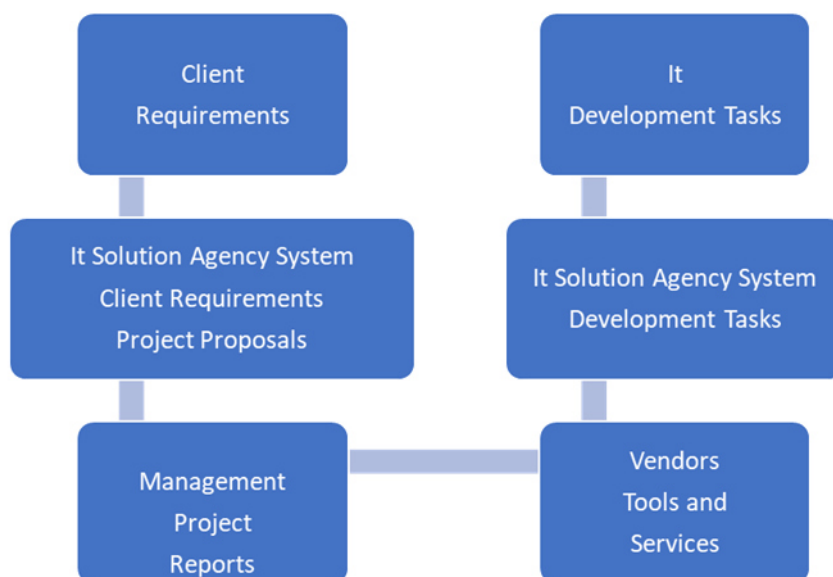 Client
Requirements
It Solution Agency System
Client Requirements
Project Proposals
Management
Project
Reports
Vendors
Tools and
Services
It Solution Agency System
Development Tasks
It
Development Tasks